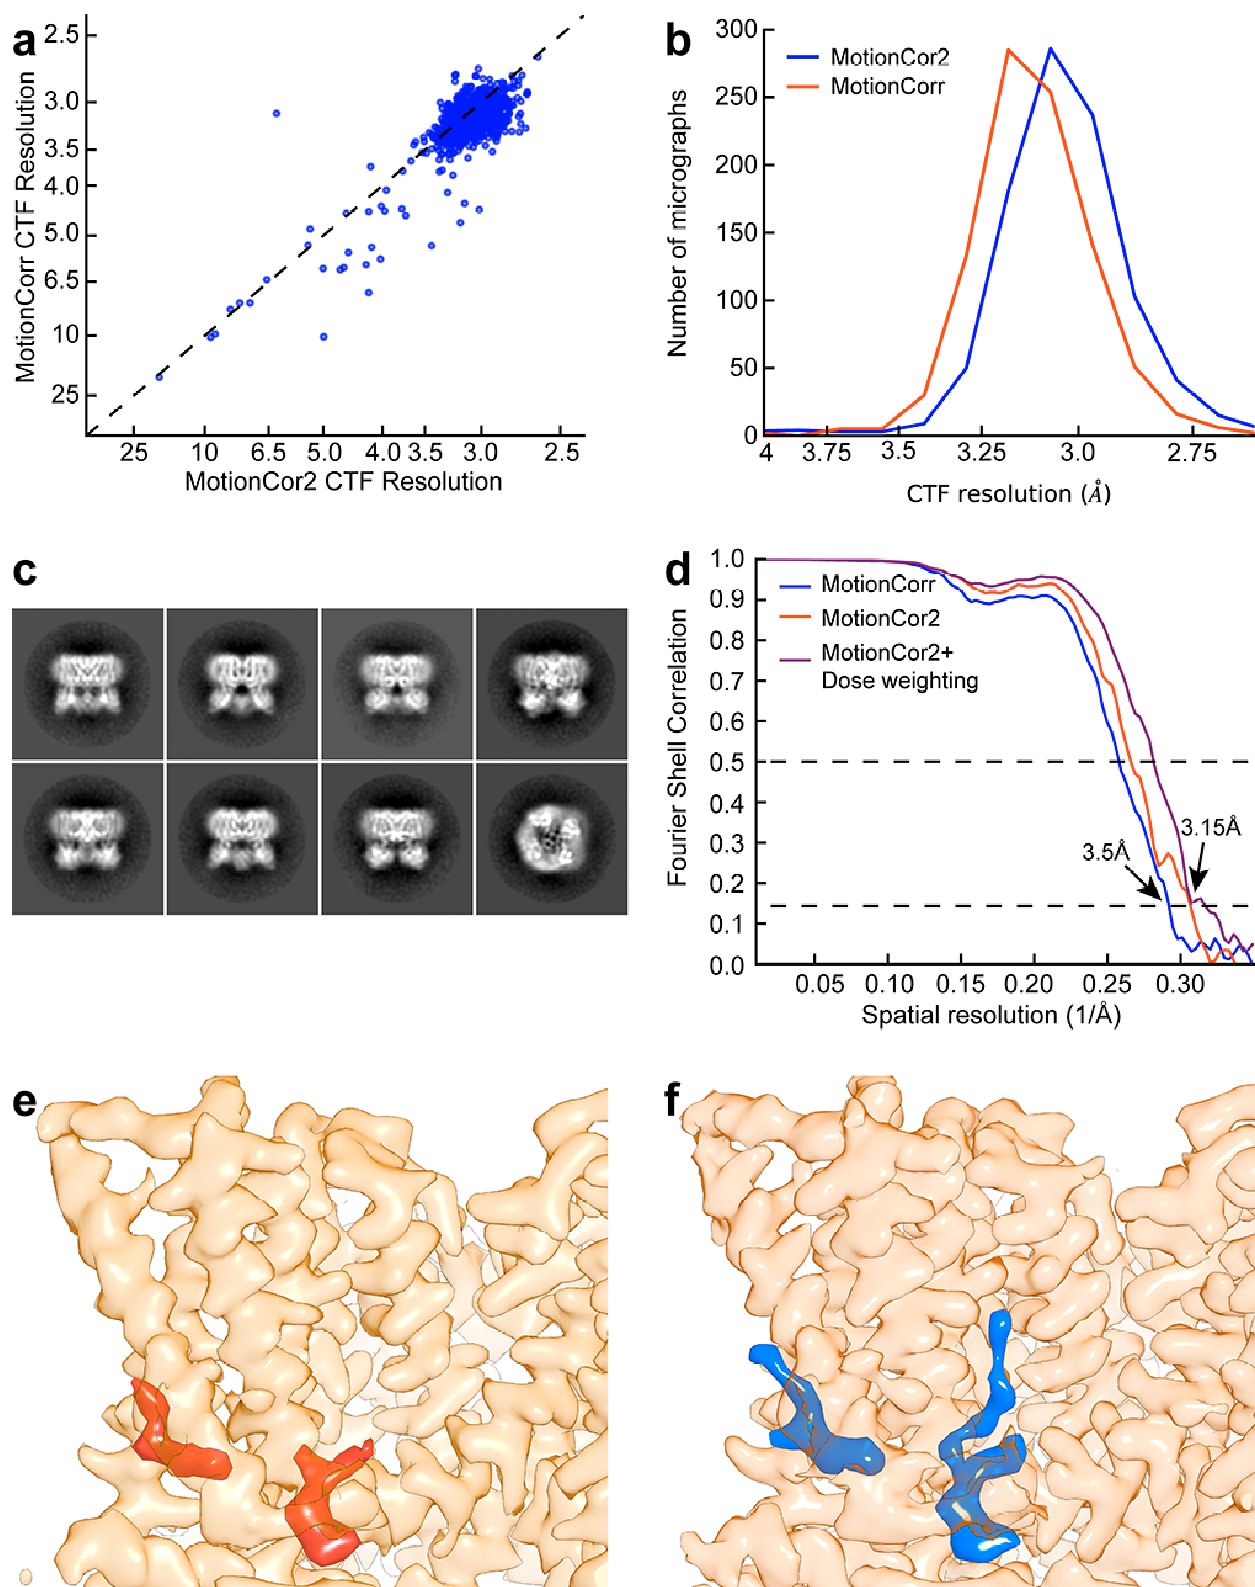 a
MotionCorr CTF Resolution
2.5
3.0
3.5
4.0
5.0
6.5
10
25
25 10 6.5 5.0 4.0 3.5 3.0 2.5
MotionCor2 CTF Resolution
b
Number of micrographs
300
250
200
150
100
50
0
MotionCor2
MotionCorr
4 3.75 3.5 3.25 3.0 2.75
CTF resolution (Å)
c
d
Fourier Shell Correlation
1.0
0.9
0.8
0.7
0.6
0.5
0.4
0.3
0.2
0.1
0.0
MotionCorr
MotionCor2
MotionCor2+
Dose weighting
3.5Å
3.15Å
0.05 0.10 0.15 0.20 0.25 0.30
Spatial resolution (1/Å)
e
f